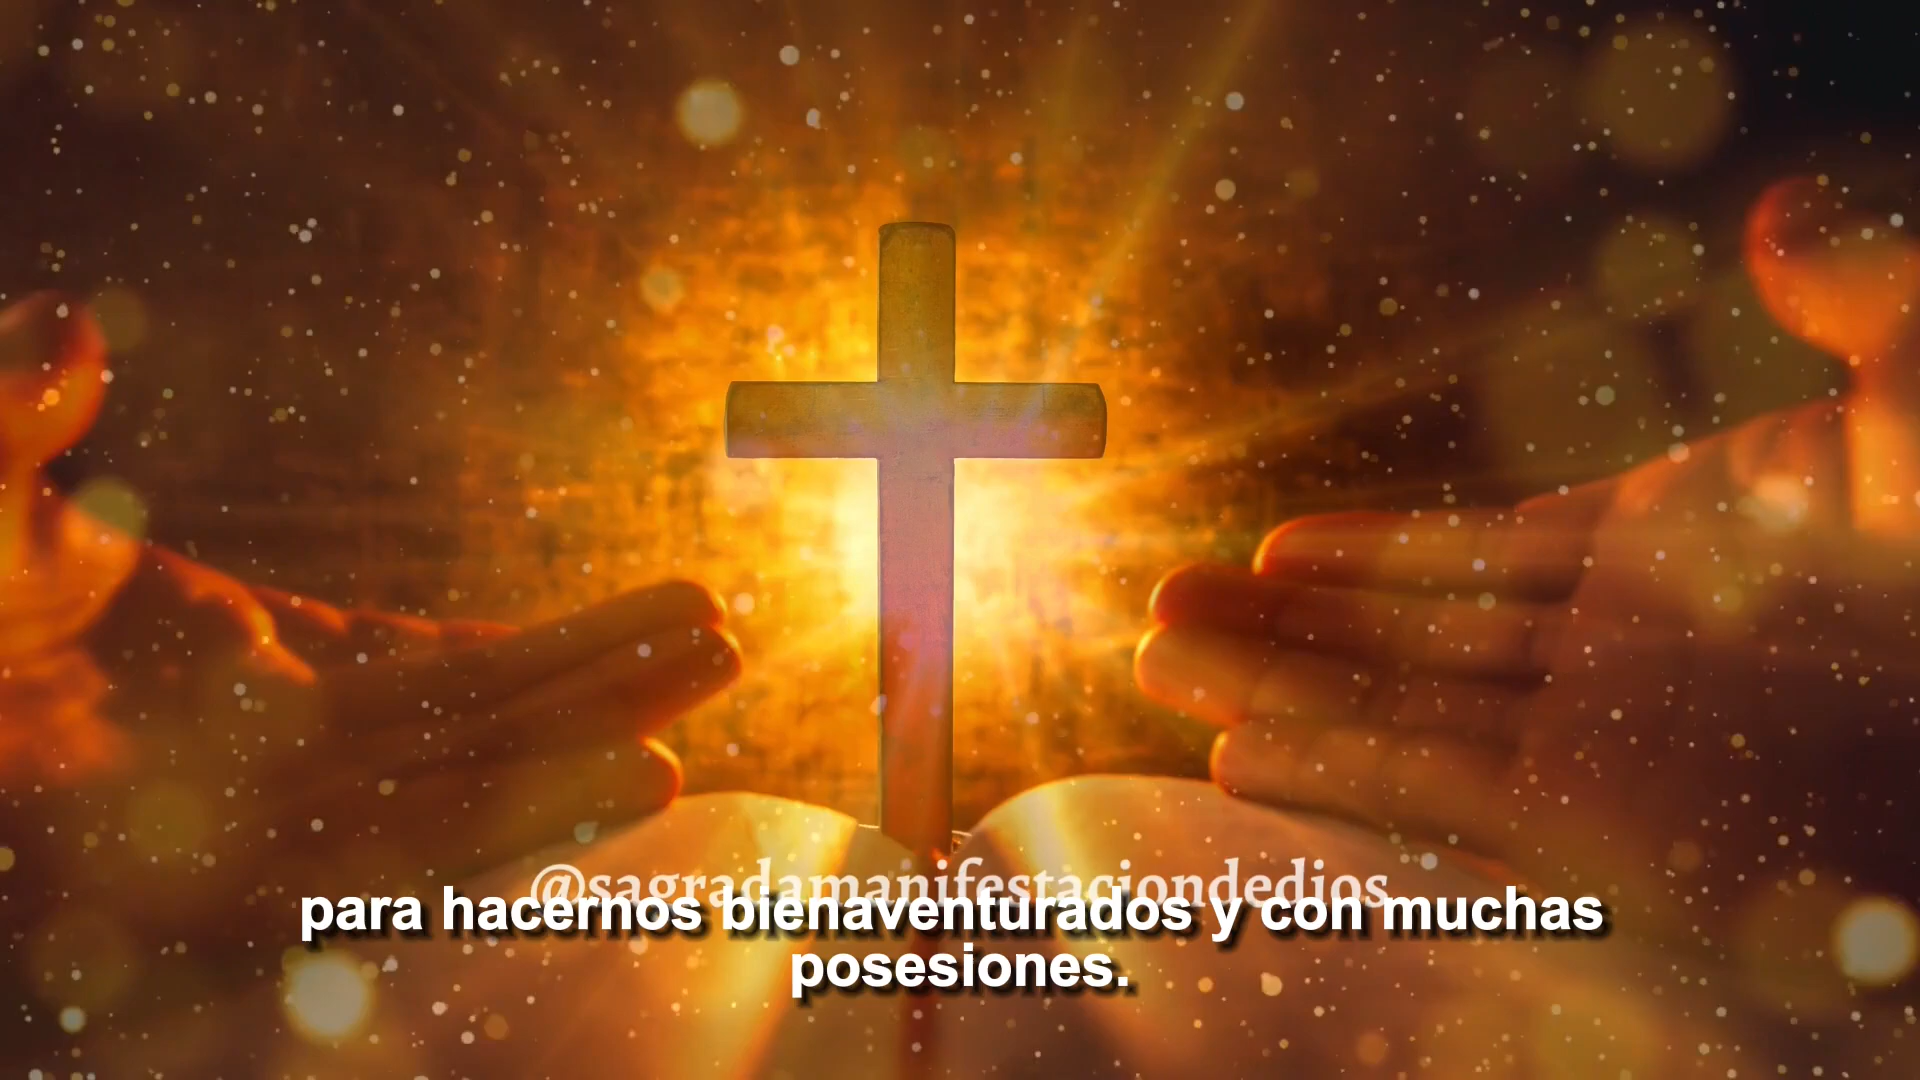 @sagradamanifestaciondedios
para hacernos bienaventurados y con muchas
posesiones.